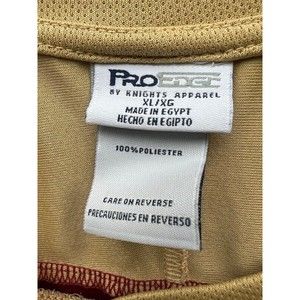 PROEDGE
BY KNIGHTS APPAREL
XL/XG
MADE IN EGYPT
HECHO EN EGIPTO
100% POLIESTER
CARE ON REVERSE
PRECAUCIONES EN REVERSO